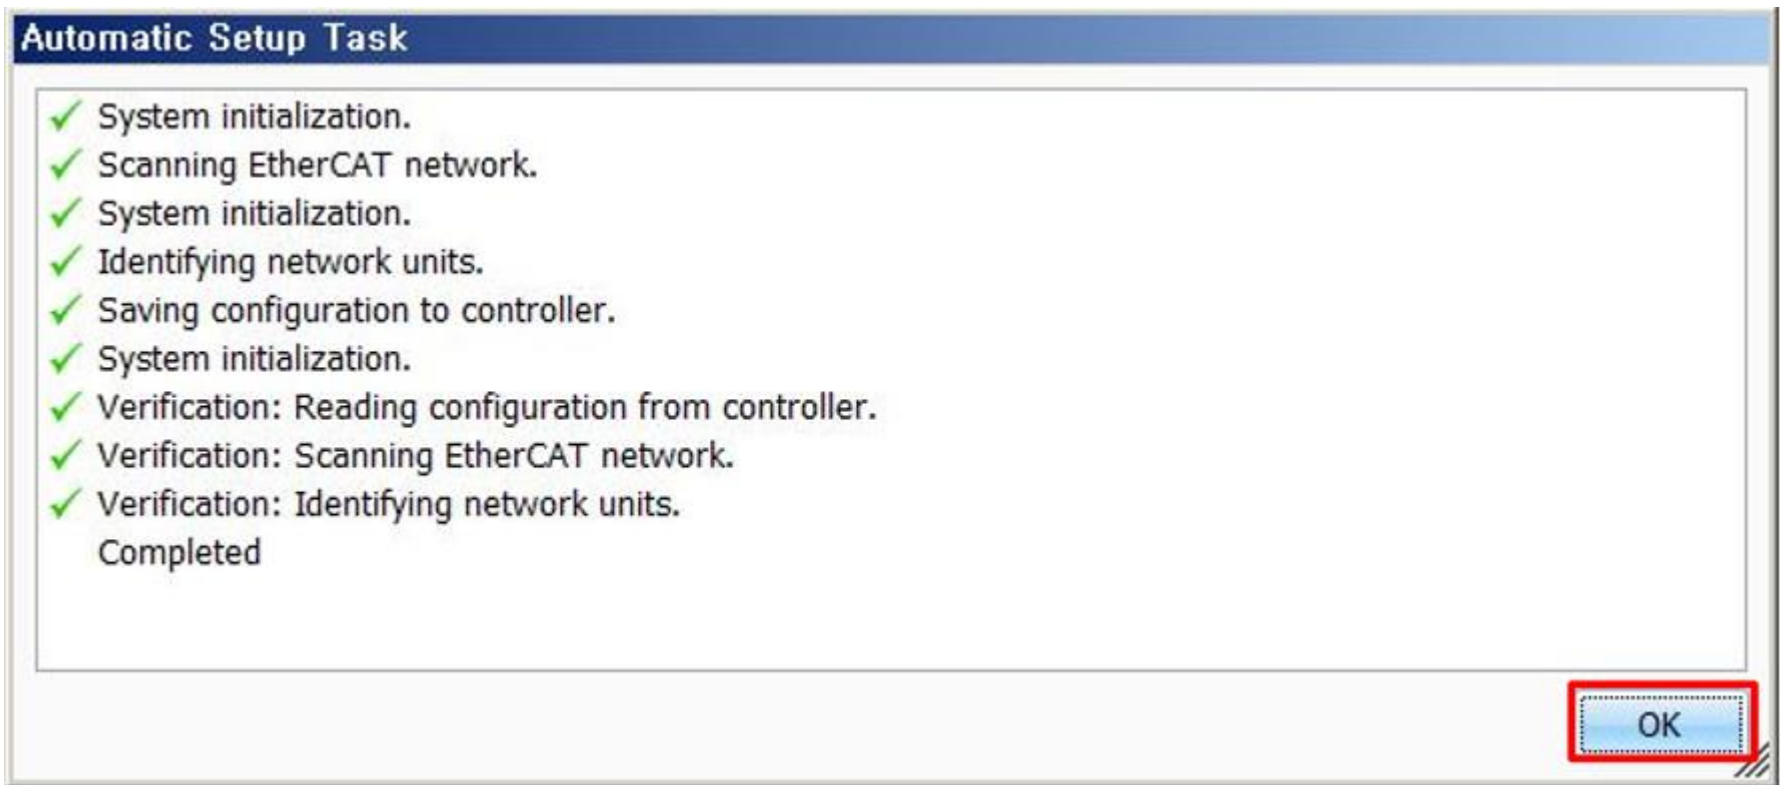 Automatic Setup Task
System initialization.
Scanning EtherCAT network.
System initialization.
Identifying network units.
Saving configuration to controller.
System initialization.
Verification: Reading configuration from controller.
Verification: Scanning EtherCAT network.
Verification: Identifying network units.
Completed
OK